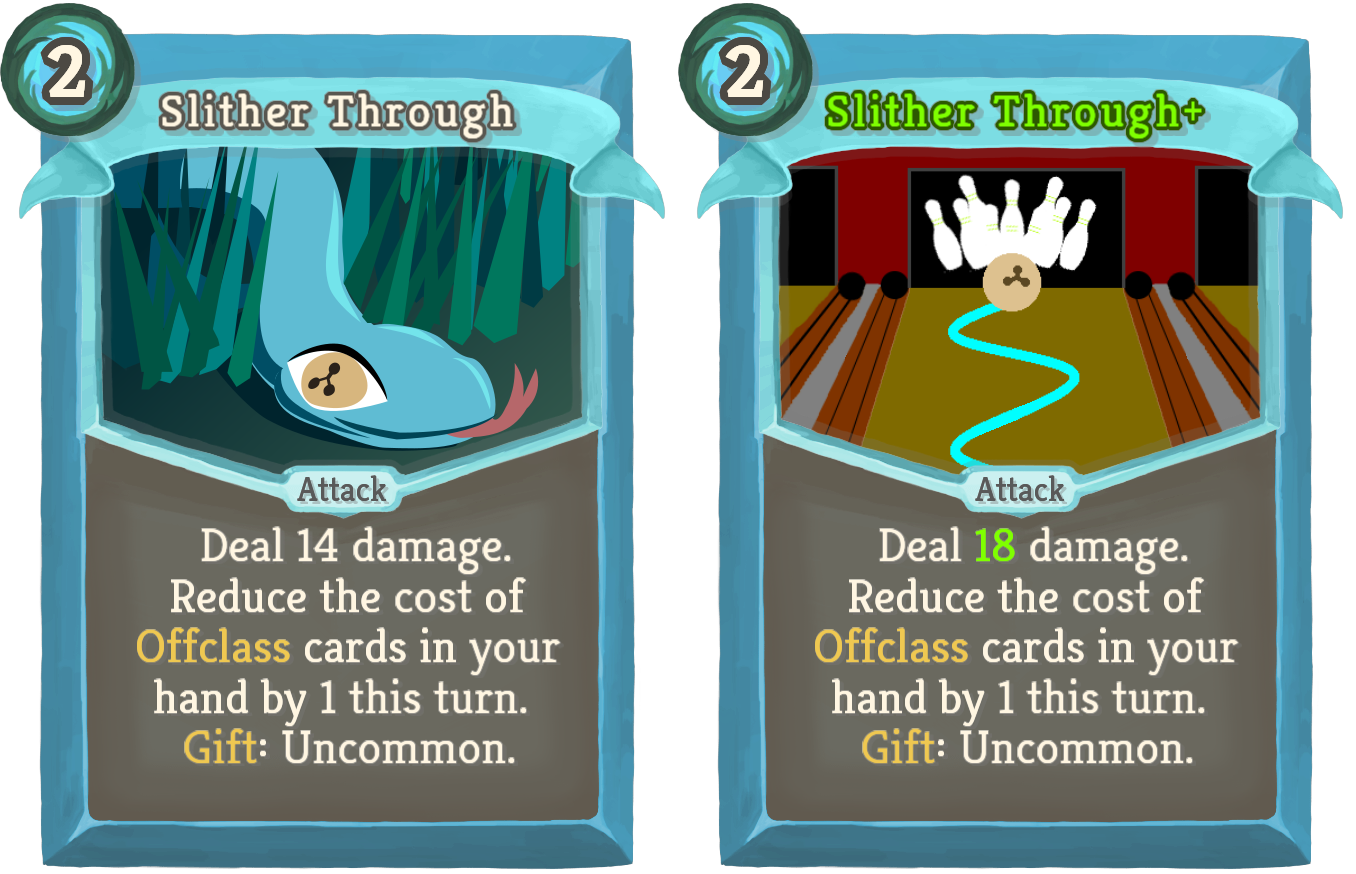 2
Slither Through
Attack
Deal 14 damage.
Reduce the cost of
Offclass cards in your
hand by 1 this turn.
Gift: Uncommon.
2
Slither Through+
Attack
Deal 18 damage.
Reduce the cost of
Offclass cards in your
hand by 1 this turn.
Gift: Uncommon.